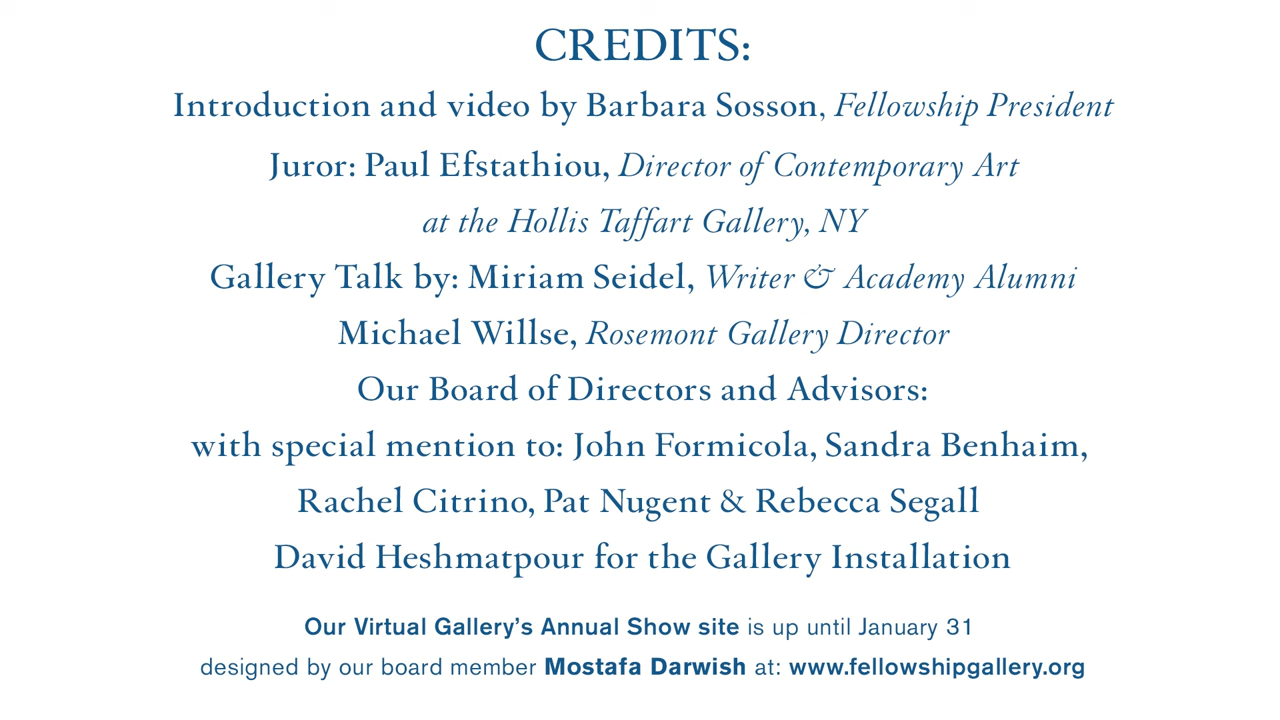 CREDITS:
Introduction and video by Barbara Sosson, Fellowship President
Juror: Paul Efstathiou, Director of Contemporary Art
at the Hollis Taffart Gallery, NY
Gallery Talk by: Miriam Seidel, Writer & Academy Alumni
Michael Willse, Rosemont Gallery Director
Our Board of Directors and Advisors:
with special mention to: John Formicola, Sandra Benhaim,
Rachel Citrino, Pat Nugent & Rebecca Segall
David Heshmatpour for the Gallery Installation
Our Virtual Gallery's Annual Show site is up until January 31
designed by our board member Mostafa Darwish at: www.fellowshipgallery.org